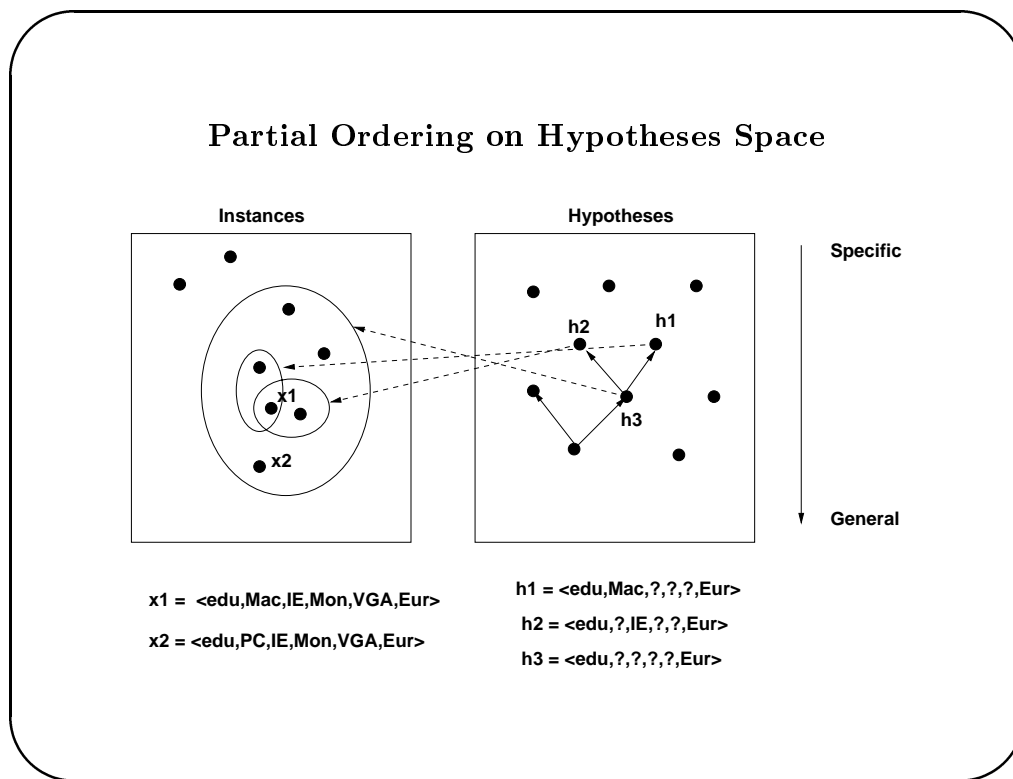 Partial Ordering on Hypotheses Space
Instances
Hypotheses
Specific
h2
h1
x1
h3
x2
General
x1 = <edu,Mac,IE,Mon,VGA,Eur>
x2 = <edu,PC,IE,Mon,VGA,Eur>
h1 = <edu,Mac,?,?,?,Eur>
h2 = <edu,?,IE,?,?,Eur>
h3 = <edu,?,?,?,?,Eur>